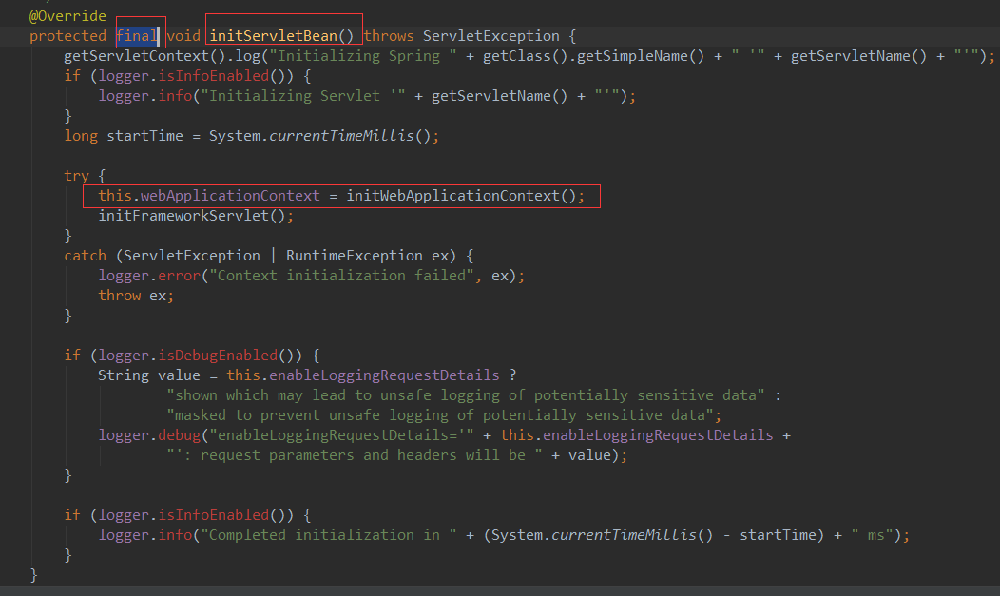 @Override
protected final void initServletBean() throws ServletException {
    getServletContext().log("Initializing Spring " + getClass().getSimpleName() + " '" + getServletName() + "'");
    if (logger.isInfoEnabled()) {
        logger.info("Initializing Servlet '" + getServletName() + "'");
    }
    long startTime = System.currentTimeMillis();

    try {
        this.webApplicationContext = initWebApplicationContext();
        initFrameworkServlet();
    }
    catch (ServletException | RuntimeException ex) {
        logger.error("Context initialization failed", ex);
        throw ex;
    }

    if (logger.isDebugEnabled()) {
        String value = this.enableLoggingRequestDetails ?
                "shown which may lead to unsafe logging of potentially sensitive data" :
                "masked to prevent unsafe logging of potentially sensitive data";
        logger.debug("enableLoggingRequestDetails='" + this.enableLoggingRequestDetails +
                "': request parameters and headers will be " + value);
    }

    if (logger.isInfoEnabled()) {
        logger.info("Completed initialization in " + (System.currentTimeMillis() - startTime) + " ms");
    }
}